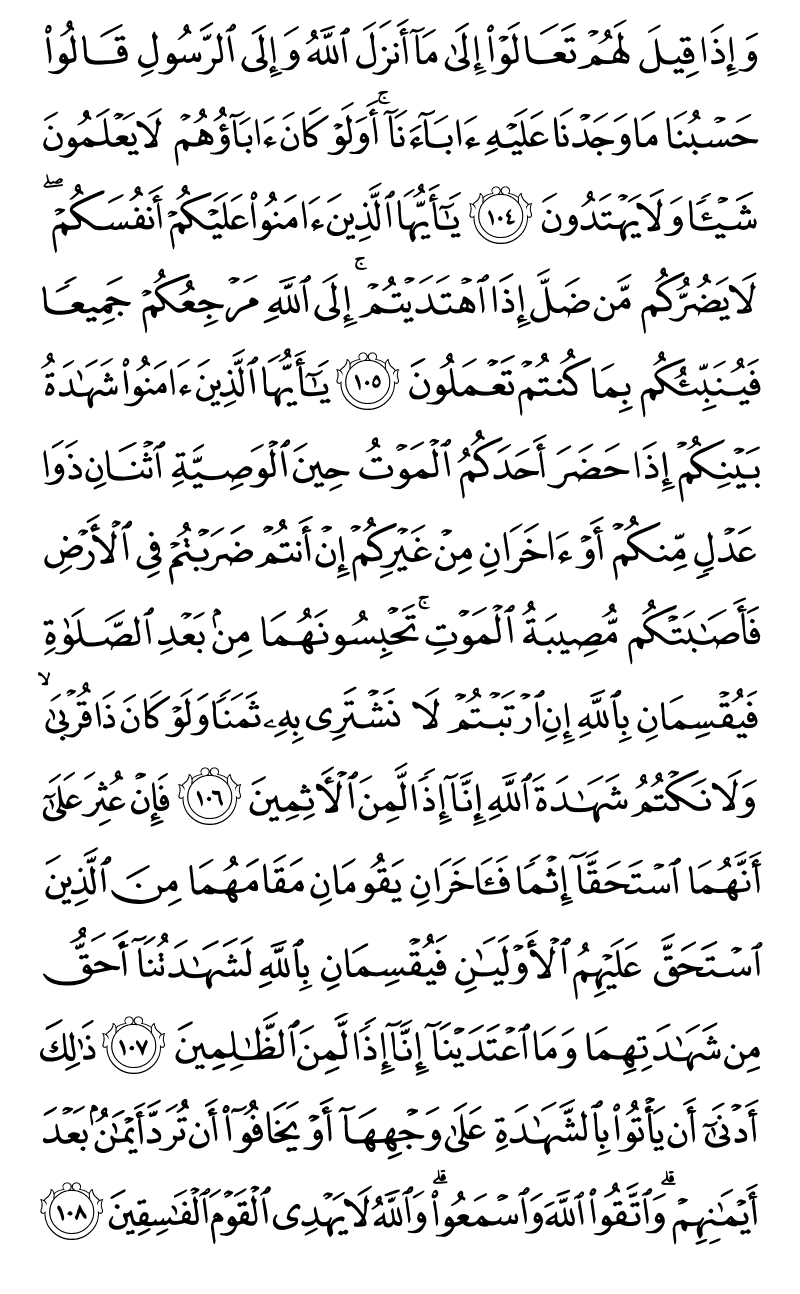 وَإِذَا قِيلَ لَهُمۡ تَعَالَوۡاْ إِلَىٰ مَآ أَنزَلَ ٱللَّهُ وَإِلَى ٱلرَّسُولِ قَالُواْ
حَسۡبُنَا مَا وَجَدۡنَا عَلَيۡهِ ءَابَآءَنَآۚ أَوَلَوۡ كَانَ ءَابَآؤُهُمۡ لَا يَعۡلَمُونَ
شَيۡـٔٗا وَلَا يَهۡتَدُونَ ١٠٤ يَٰٓأَيُّهَا ٱلَّذِينَ ءَامَنُواْ عَلَيۡكُمۡ أَنفُسَكُمۡۖ
لَا يَضُرُّكُم مَّن ضَلَّ إِذَا ٱهۡتَدَيۡتُمۡۚ إِلَى ٱللَّهِ مَرۡجِعُكُمۡ جَمِيعٗا
فَيُنَبِّئُكُم بِمَا كُنتُمۡ تَعۡمَلُونَ ١٠٥ يَٰٓأَيُّهَا ٱلَّذِينَ ءَامَنُواْ شَهَٰدَةُ
بَيۡنِكُمۡ إِذَا حَضَرَ أَحَدَكُمُ ٱلۡمَوۡتُ حِينَ ٱلۡوَصِيَّةِ ٱثۡنَانِ ذَوَا
عَدۡلٖ مِّنكُمۡ أَوۡ ءَاخَرَانِ مِنۡ غَيۡرِكُمۡ إِنۡ أَنتُمۡ ضَرَبۡتُمۡ فِي ٱلۡأَرۡضِ
فَأَصَٰبَتۡكُم مُّصِيبَةُ ٱلۡمَوۡتِۚ تَحۡبِسُونَهُمَا مِنۢ بَعۡدِ ٱلصَّلَوٰةِ
فَيُقۡسِمَانِ بِٱللَّهِ إِنِ ٱرۡتَبۡتُمۡ لَا نَشۡتَرِي بِهِۦ ثَمَنٗا وَلَوۡ كَانَ ذَا قُرۡبَىٰ ۙ
وَلَا نَكۡتُمُ شَهَٰدَةَ ٱللَّهِ إِنَّآ إِذٗا لَّمِنَ ٱلۡأٓثِمِينَ ١٠٦ فَإِنۡ عُثِرَ عَلَىٰٓ
أَنَّهُمَا ٱسۡتَحَقَّآ إِثۡمٗا فَـَٔاخَرَانِ يَقُومَانِ مَقَامَهُمَا مِنَ ٱلَّذِينَ
ٱسۡتَحَقَّ عَلَيۡهِمُ ٱلۡأَوۡلَيَٰنِ فَيُقۡسِمَانِ بِٱللَّهِ لَشَهَٰدَتُنَآ أَحَقُّ
مِن شَهَٰدَتِهِمَا وَمَا ٱعۡتَدَيۡنَآ إِنَّآ إِذٗا لَّمِنَ ٱلظَّٰلِمِينَ ١٠٧ ذَٰلِكَ
أَدۡنَىٰٓ أَن يَأۡتُواْ بِٱلشَّهَٰدَةِ عَلَىٰ وَجۡهِهَآ أَوۡ يَخَافُوٓاْ أَن تُرَدَّ أَيۡمَٰنُۢ بَعۡدَ
أَيۡمَٰنِهِمۡۗ وَٱتَّقُواْ ٱللَّهَ وَٱسۡمَعُواْۗ وَٱللَّهُ لَا يَهۡدِي ٱلۡقَوۡمَ ٱلۡفَٰسِقِينَ ١٠٨